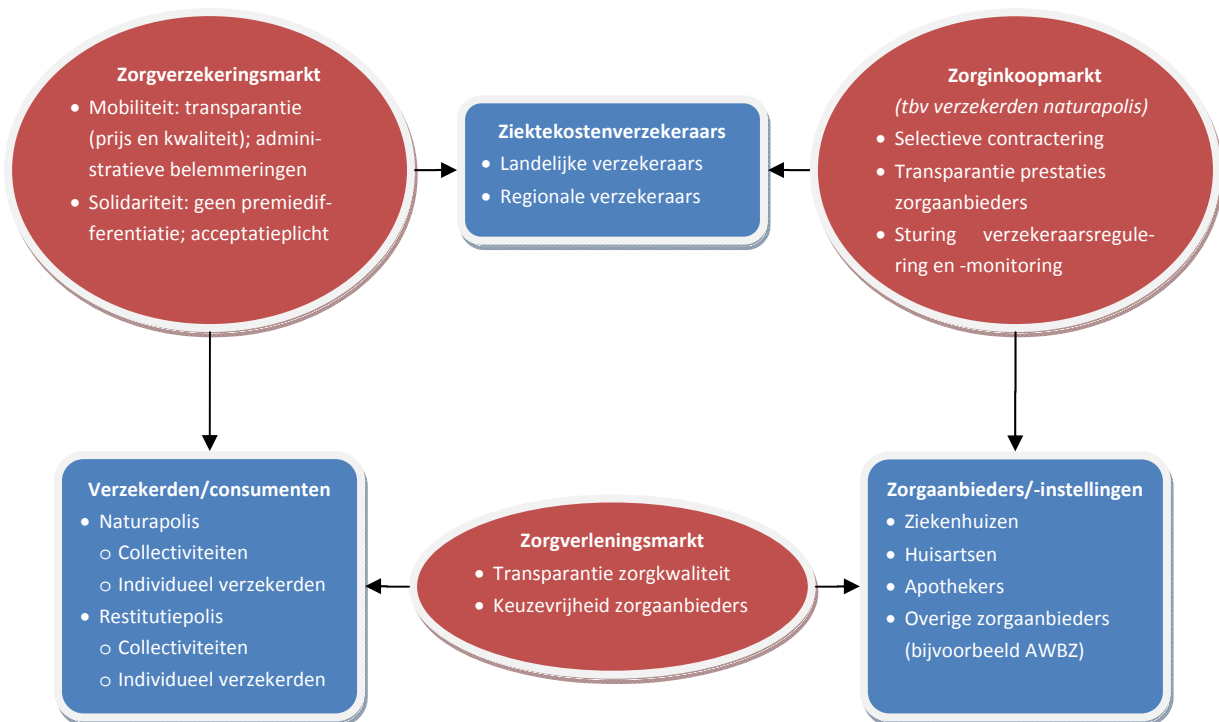 Zorgverzekeringsmarkt
• Mobiliteit: transparantie
(prijs en kwaliteit); admini-
stratieve belemmeringen
• Solidariteit: geen premiedif-
ferentiatie; acceptatieplicht
Ziektekostenverzekeraars
• Landelijke verzekeraars
• Regionale verzekeraars
Zorginkoopmarkt
(tbv verzekerden naturapolis)
• Selectieve contractering
• Transparantie prestaties
zorgaanbieders
• Sturing verzekeraarsregule-
ring en -monitoring
Verzekerden/consumenten
• Naturapolis
o Collectiviteiten
o Individueel verzekerden
• Restitutiepolis
o Collectiviteiten
o Individueel verzekerden
Zorgverleningsmarkt
• Transparantie zorgkwaliteit
• Keuzevrijheid zorgaanbieders
Zorgaanbieders/-instellingen
• Ziekenhuizen
• Huisartsen
• Apothekers
• Overige zorgaanbieders
(bijvoorbeeld AWBZ)